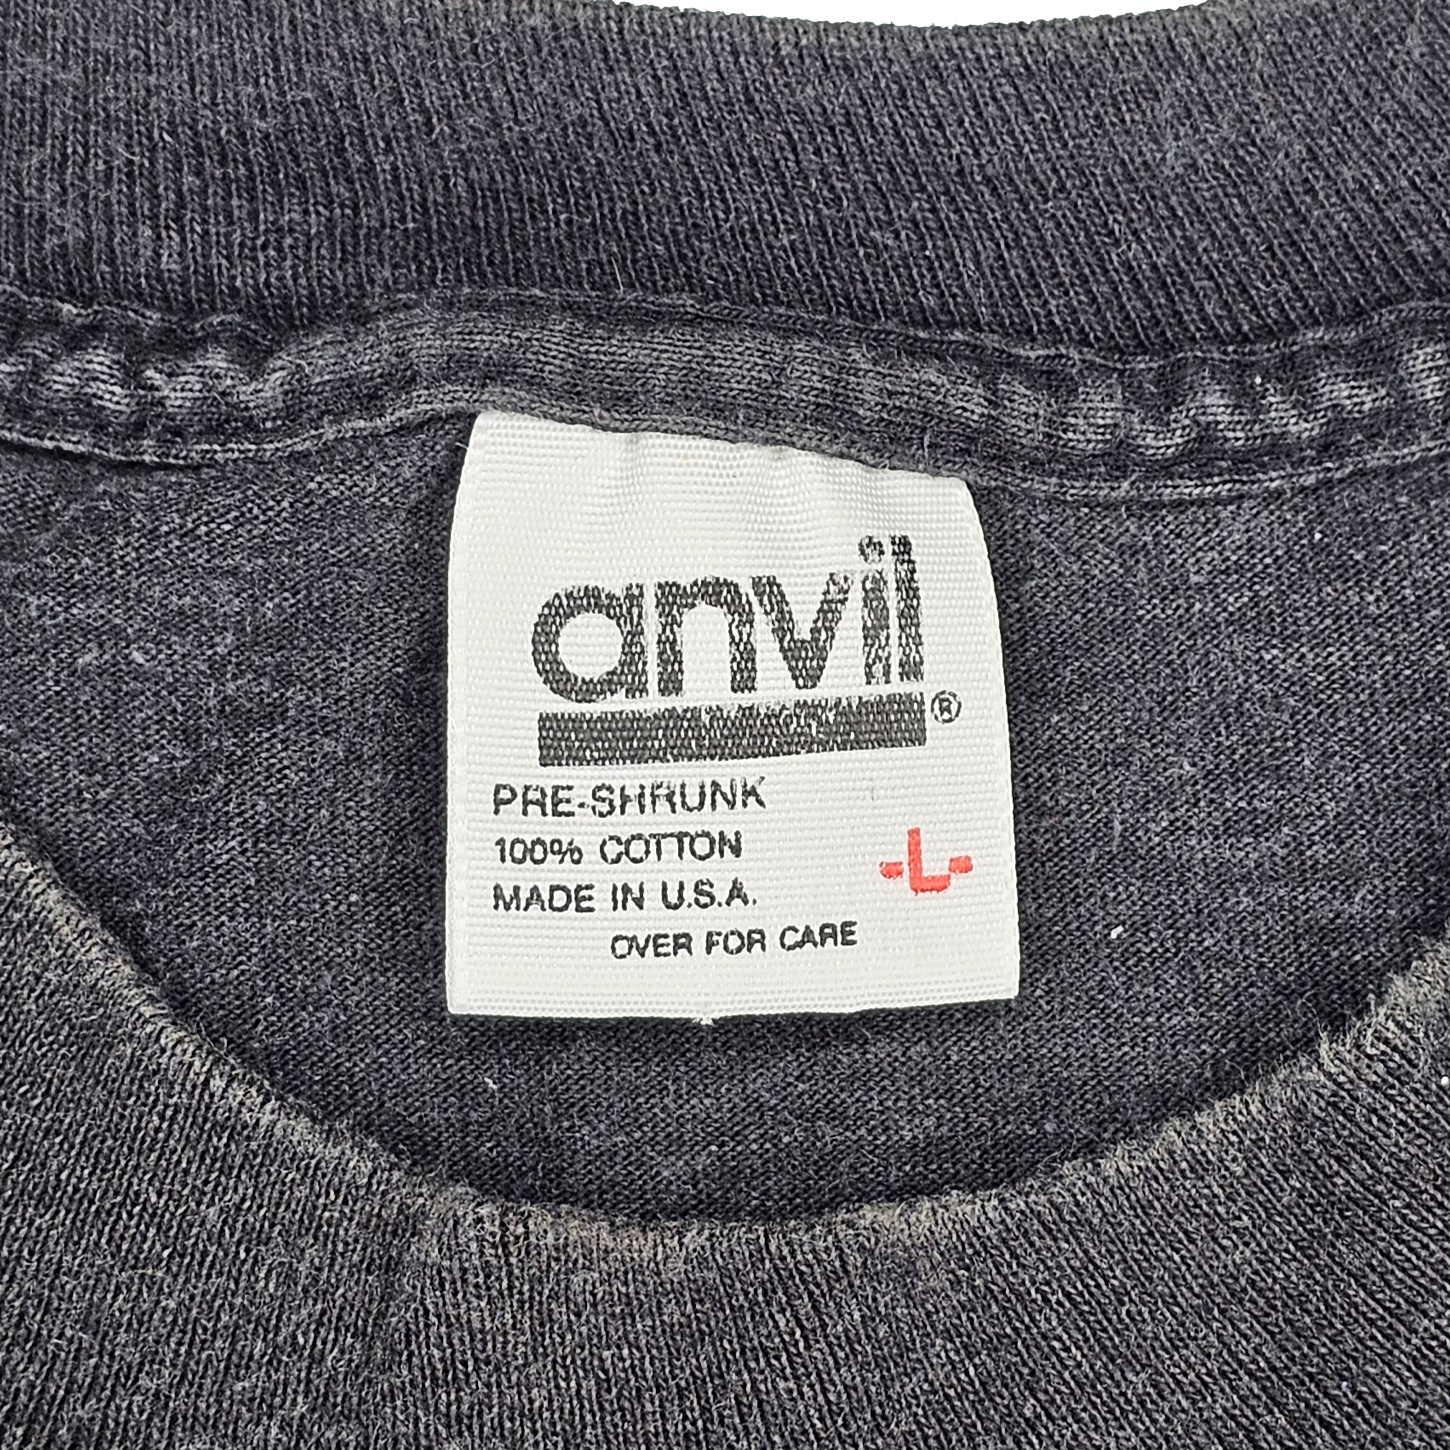 anvil®
PRE-SHRUNK
100% COTTON
-L-
MADE IN U.S.A.
OVER FOR CARE